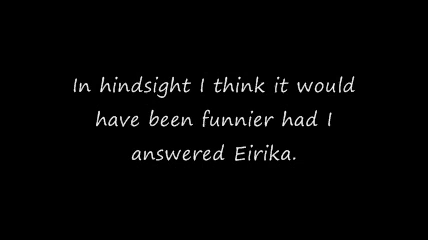 In hindsight I think it would
have been funnier had I
answered Eirika.